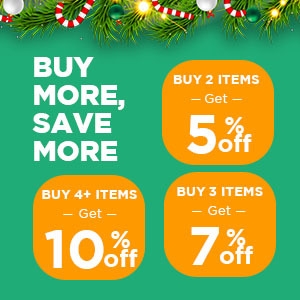 BUY
MORE,
SAVE
MORE
BUY 2 ITEMS
– Get –
5% off
BUY 4+ ITEMS
– Get –
10% off
BUY 3 ITEMS
– Get –
7% off